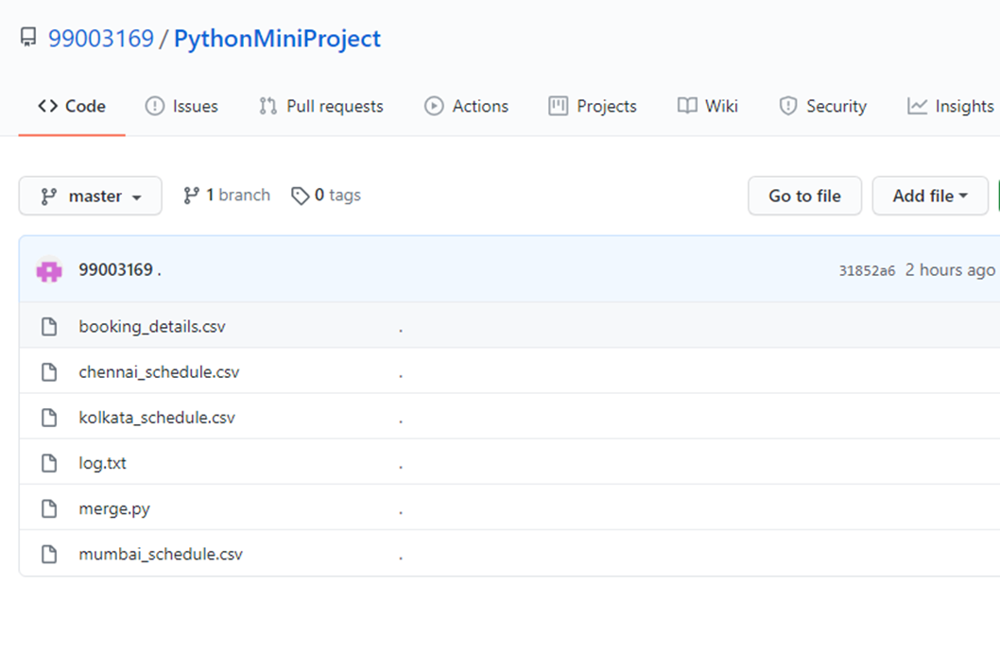 99003169 / PythonMiniProject
Code Issues Pull requests Actions Projects Wiki Security Insights
master 1 branch 0 tags Go to file Add file
99003169 . 31852a6 2 hours ago
booking_details.csv .
chennai_schedule.csv .
kolkata_schedule.csv .
log.txt .
merge.py .
mumbai_schedule.csv .